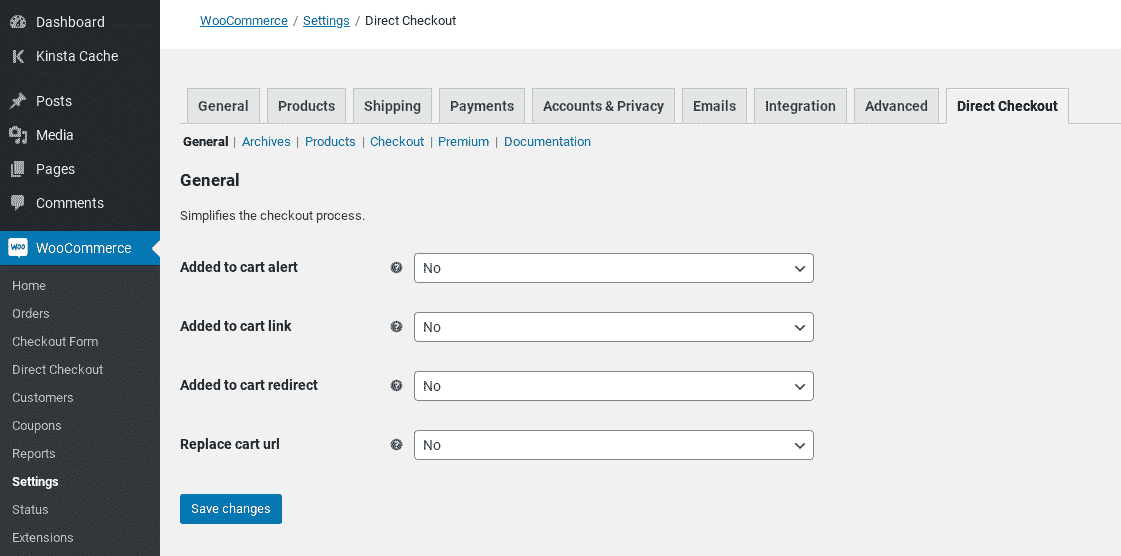 Dashboard
Kinsta Cache
Posts
Media
Pages
Comments
WOO WooCommerce
Home
Orders
Checkout Form
Direct Checkout
Customers
Coupons
Reports
Settings
Status
Extensions
WooCommerce / Settings / Direct Checkout
General Products Shipping Payments Accounts & Privacy Emails Integration Advanced Direct Checkout
General | Archives | Products | Checkout | Premium | Documentation
General
Simplifies the checkout process.
Added to cart alert ? No
Added to cart link ? No
Added to cart redirect ? No
Replace cart url ? No
Save changes